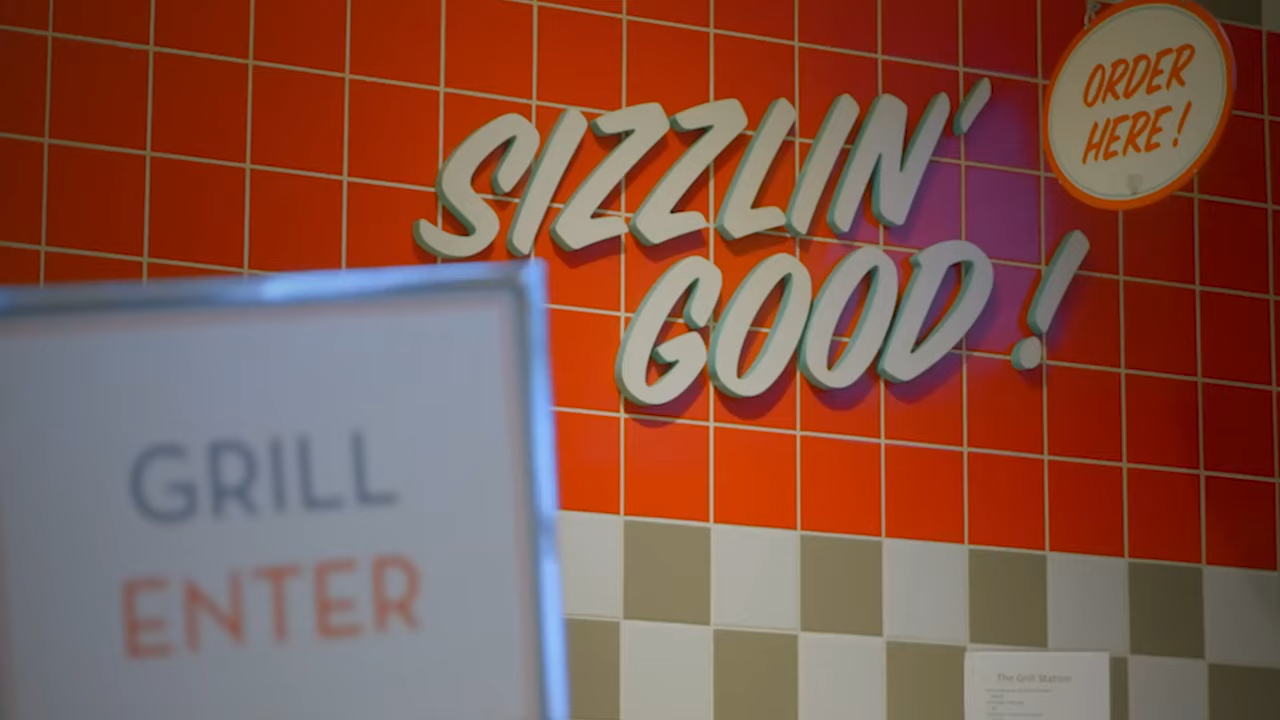 SIZZLIN'
GOOD!
ORDER
HERE!
GRILL
ENTER
The Grill Station